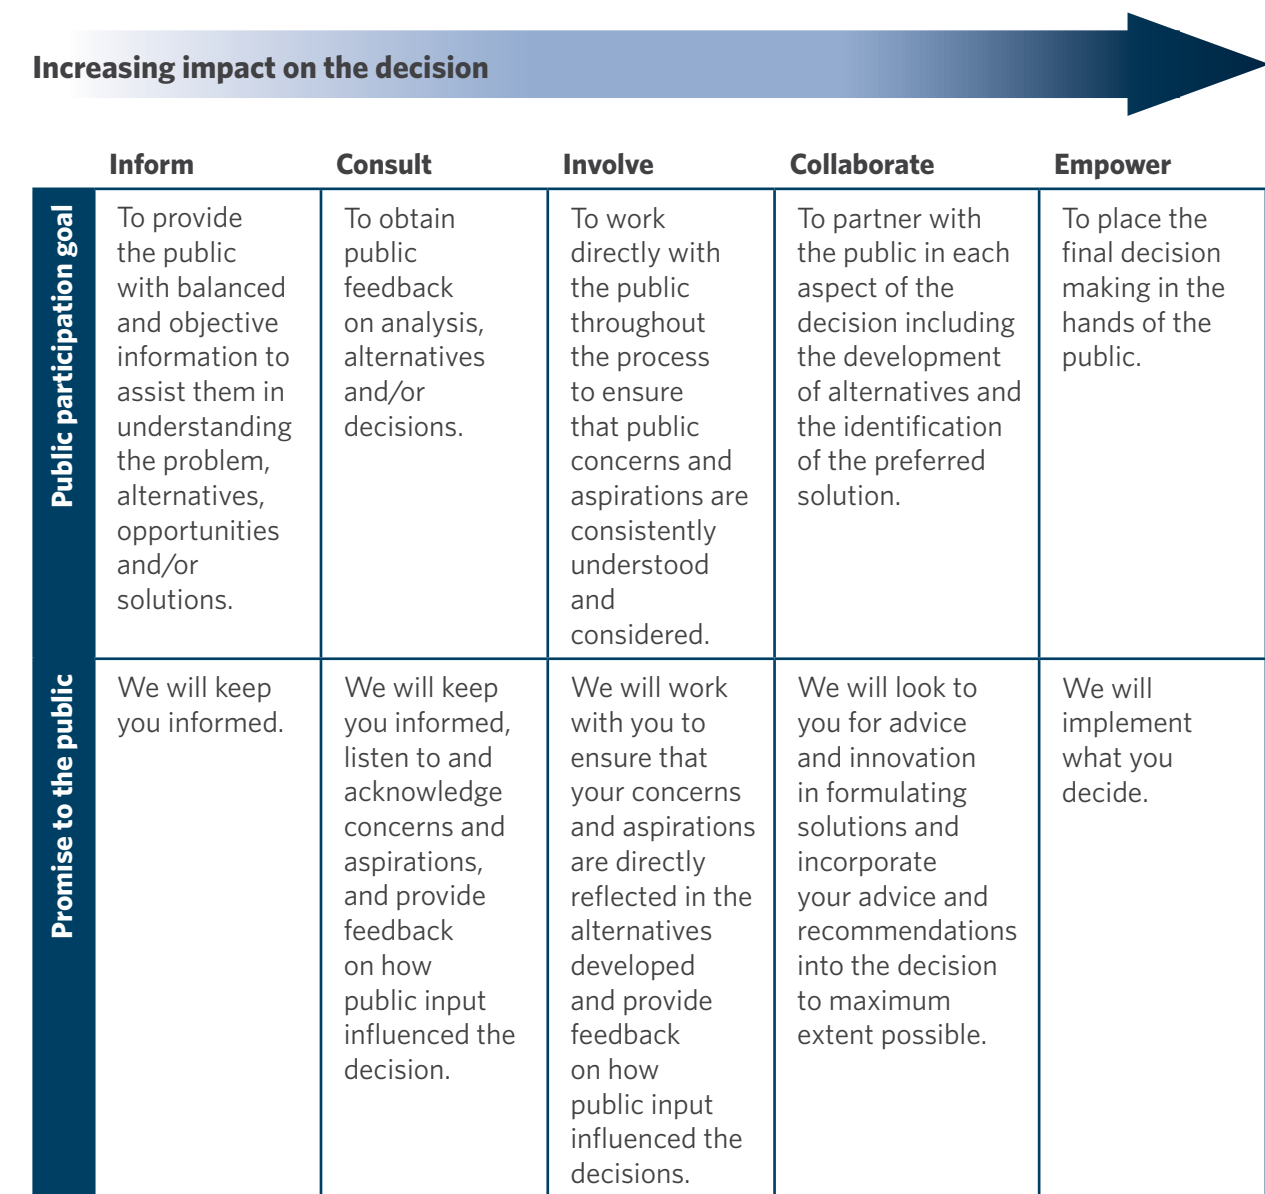 Increasing impact on the decision
Inform
Consult
Involve
Collaborate
Empower
Public participation goal
To provide
the public
with balanced
and objective
information to
assist them in
understanding
the problem,
alternatives,
opportunities
and/or
solutions.
To obtain
public
feedback
on analysis,
alternatives
and/or
decisions.
To work
directly with
the public
throughout
the process
to ensure
that public
concerns and
aspirations are
consistently
understood
and
considered.
To partner with
the public in each
aspect of the
decision including
the development
of alternatives and
the identification
of the preferred
solution.
To place the
final decision
making in the
hands of the
public.
Promise to the public
We will keep
you informed.
We will keep
you informed,
listen to and
acknowledge
concerns and
aspirations,
and provide
feedback
on how
public input
influenced the
decision.
We will work
with you to
ensure that
your concerns
and aspirations
are directly
reflected in the
alternatives
developed
and provide
feedback
on how
public input
influenced the
decisions.
We will look to
you for advice
and innovation
in formulating
solutions and
incorporate
your advice and
recommendations
into the decision
to maximum
extent possible.
We will
implement
what you
decide.